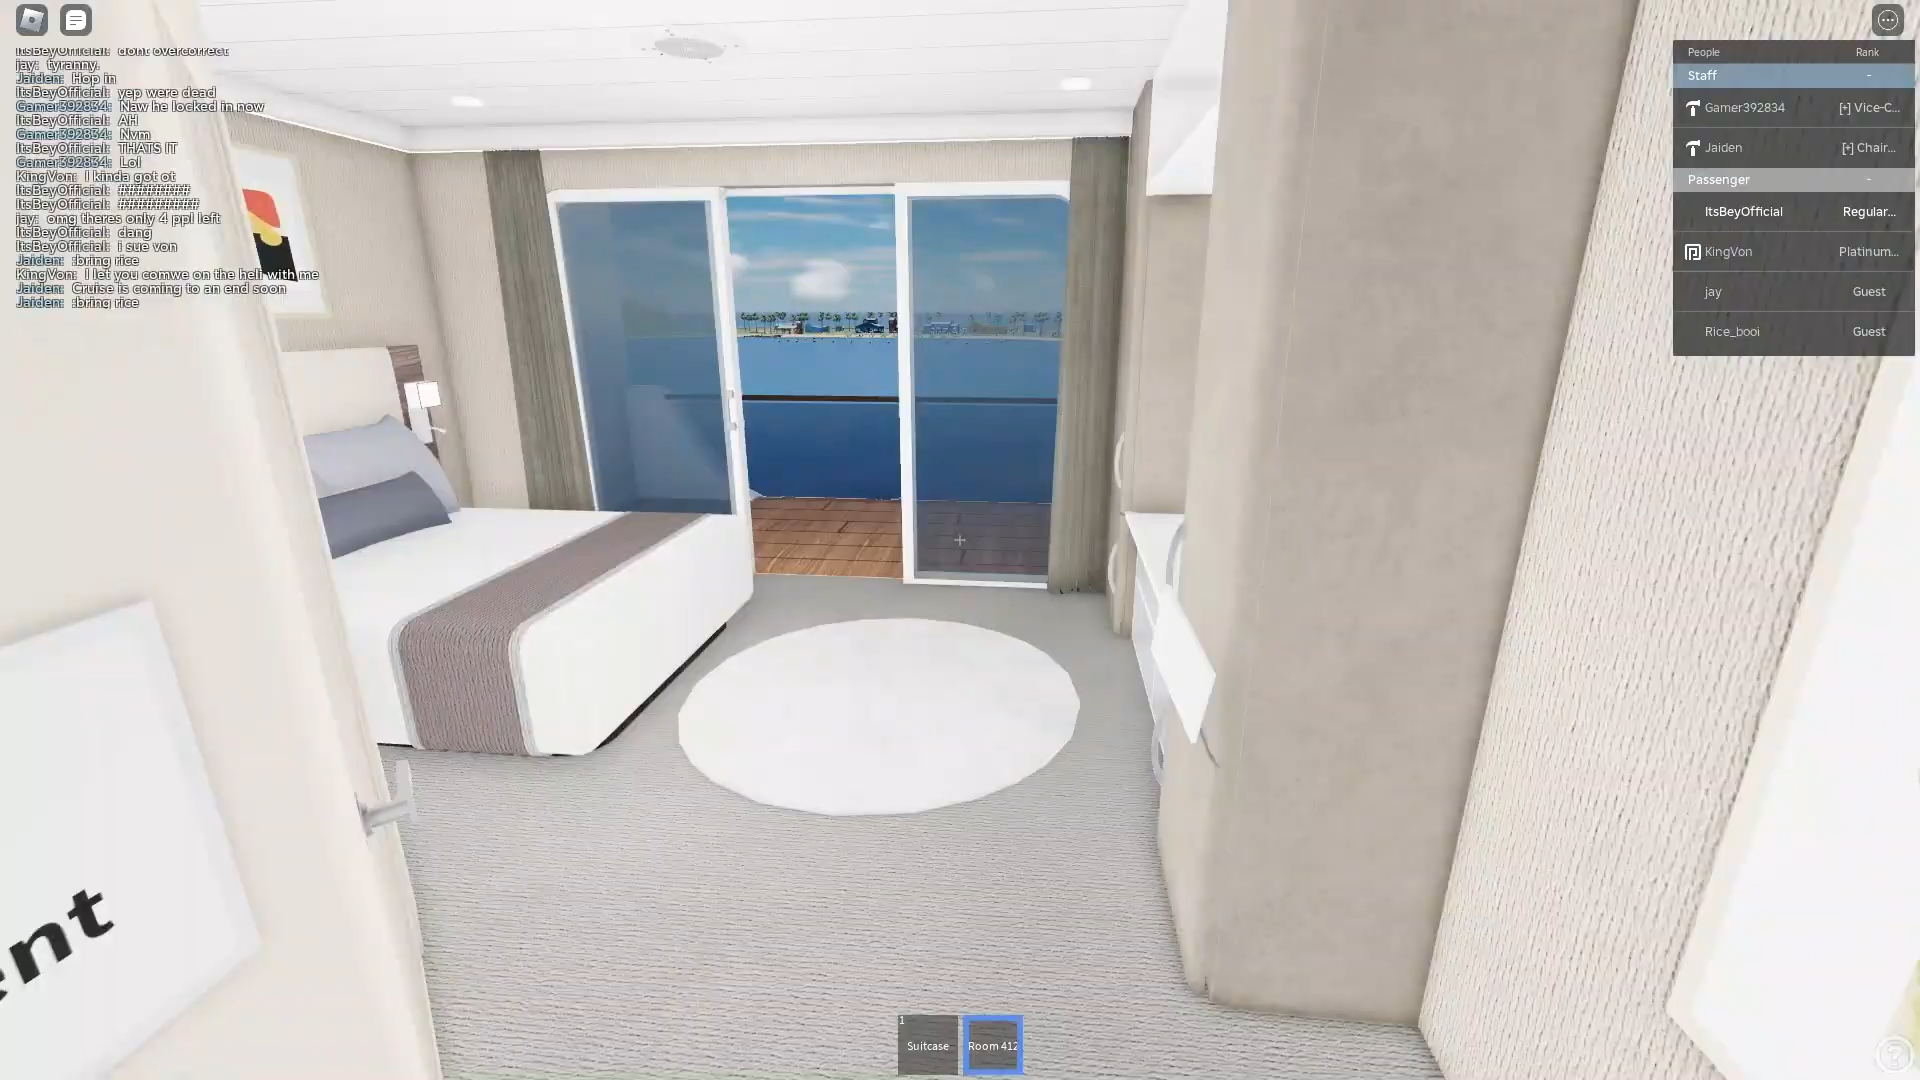 ItsBeyOfficial: dont overcorrect
jay: tyranny.
Jaiden: Hop in
ItsBeyOfficial: yep were dead
Gamer392834: Naw he locked in now
ItsBeyOfficial: AH
Gamer392834: Nvm
ItsBeyOfficial: THATS IT
Gamer392834: Lol
KingVon: I kinda got ot
ItsBeyOfficial: ########
ItsBeyOfficial: #########
jay: omg theres only 4 ppl left
ItsBeyOfficial: dang
ItsBeyOfficial: i sue von
Jaiden: :bring rice
KingVon: I let you comwe on the heli with me
Jaiden: Cruise is coming to an end soon
Jaiden: :bring rice
People Rank
Staff -
Gamer392834 [+] Vice-C...
Jaiden [+] Chair...
Passenger -
ItsBeyOfficial Regular...
KingVon Platinum...
jay Guest
Rice_booi Guest
ent
1
Suitcase
Room 412
?